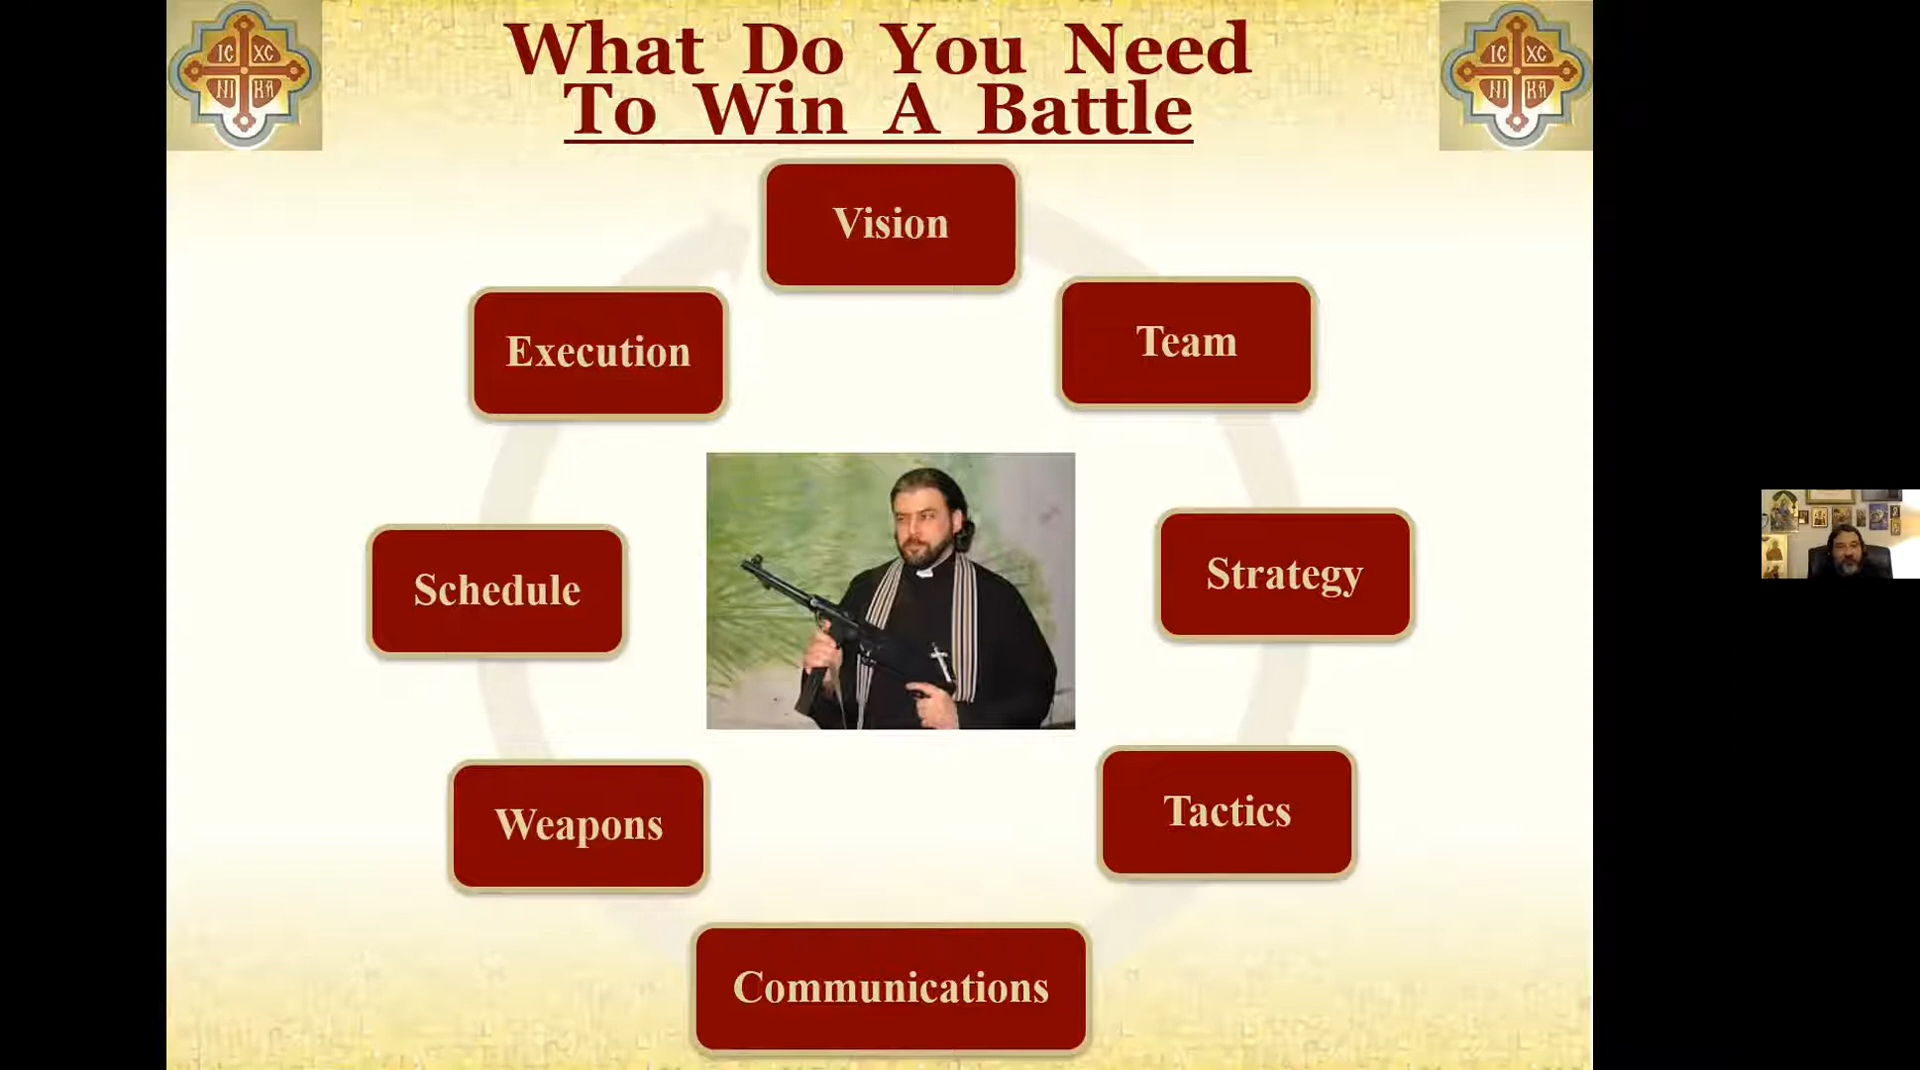 IC XC
NI KA
What Do You Need
To Win A Battle
IC XC
NI KA
Vision
Team
Strategy
Tactics
Communications
Weapons
Schedule
Execution